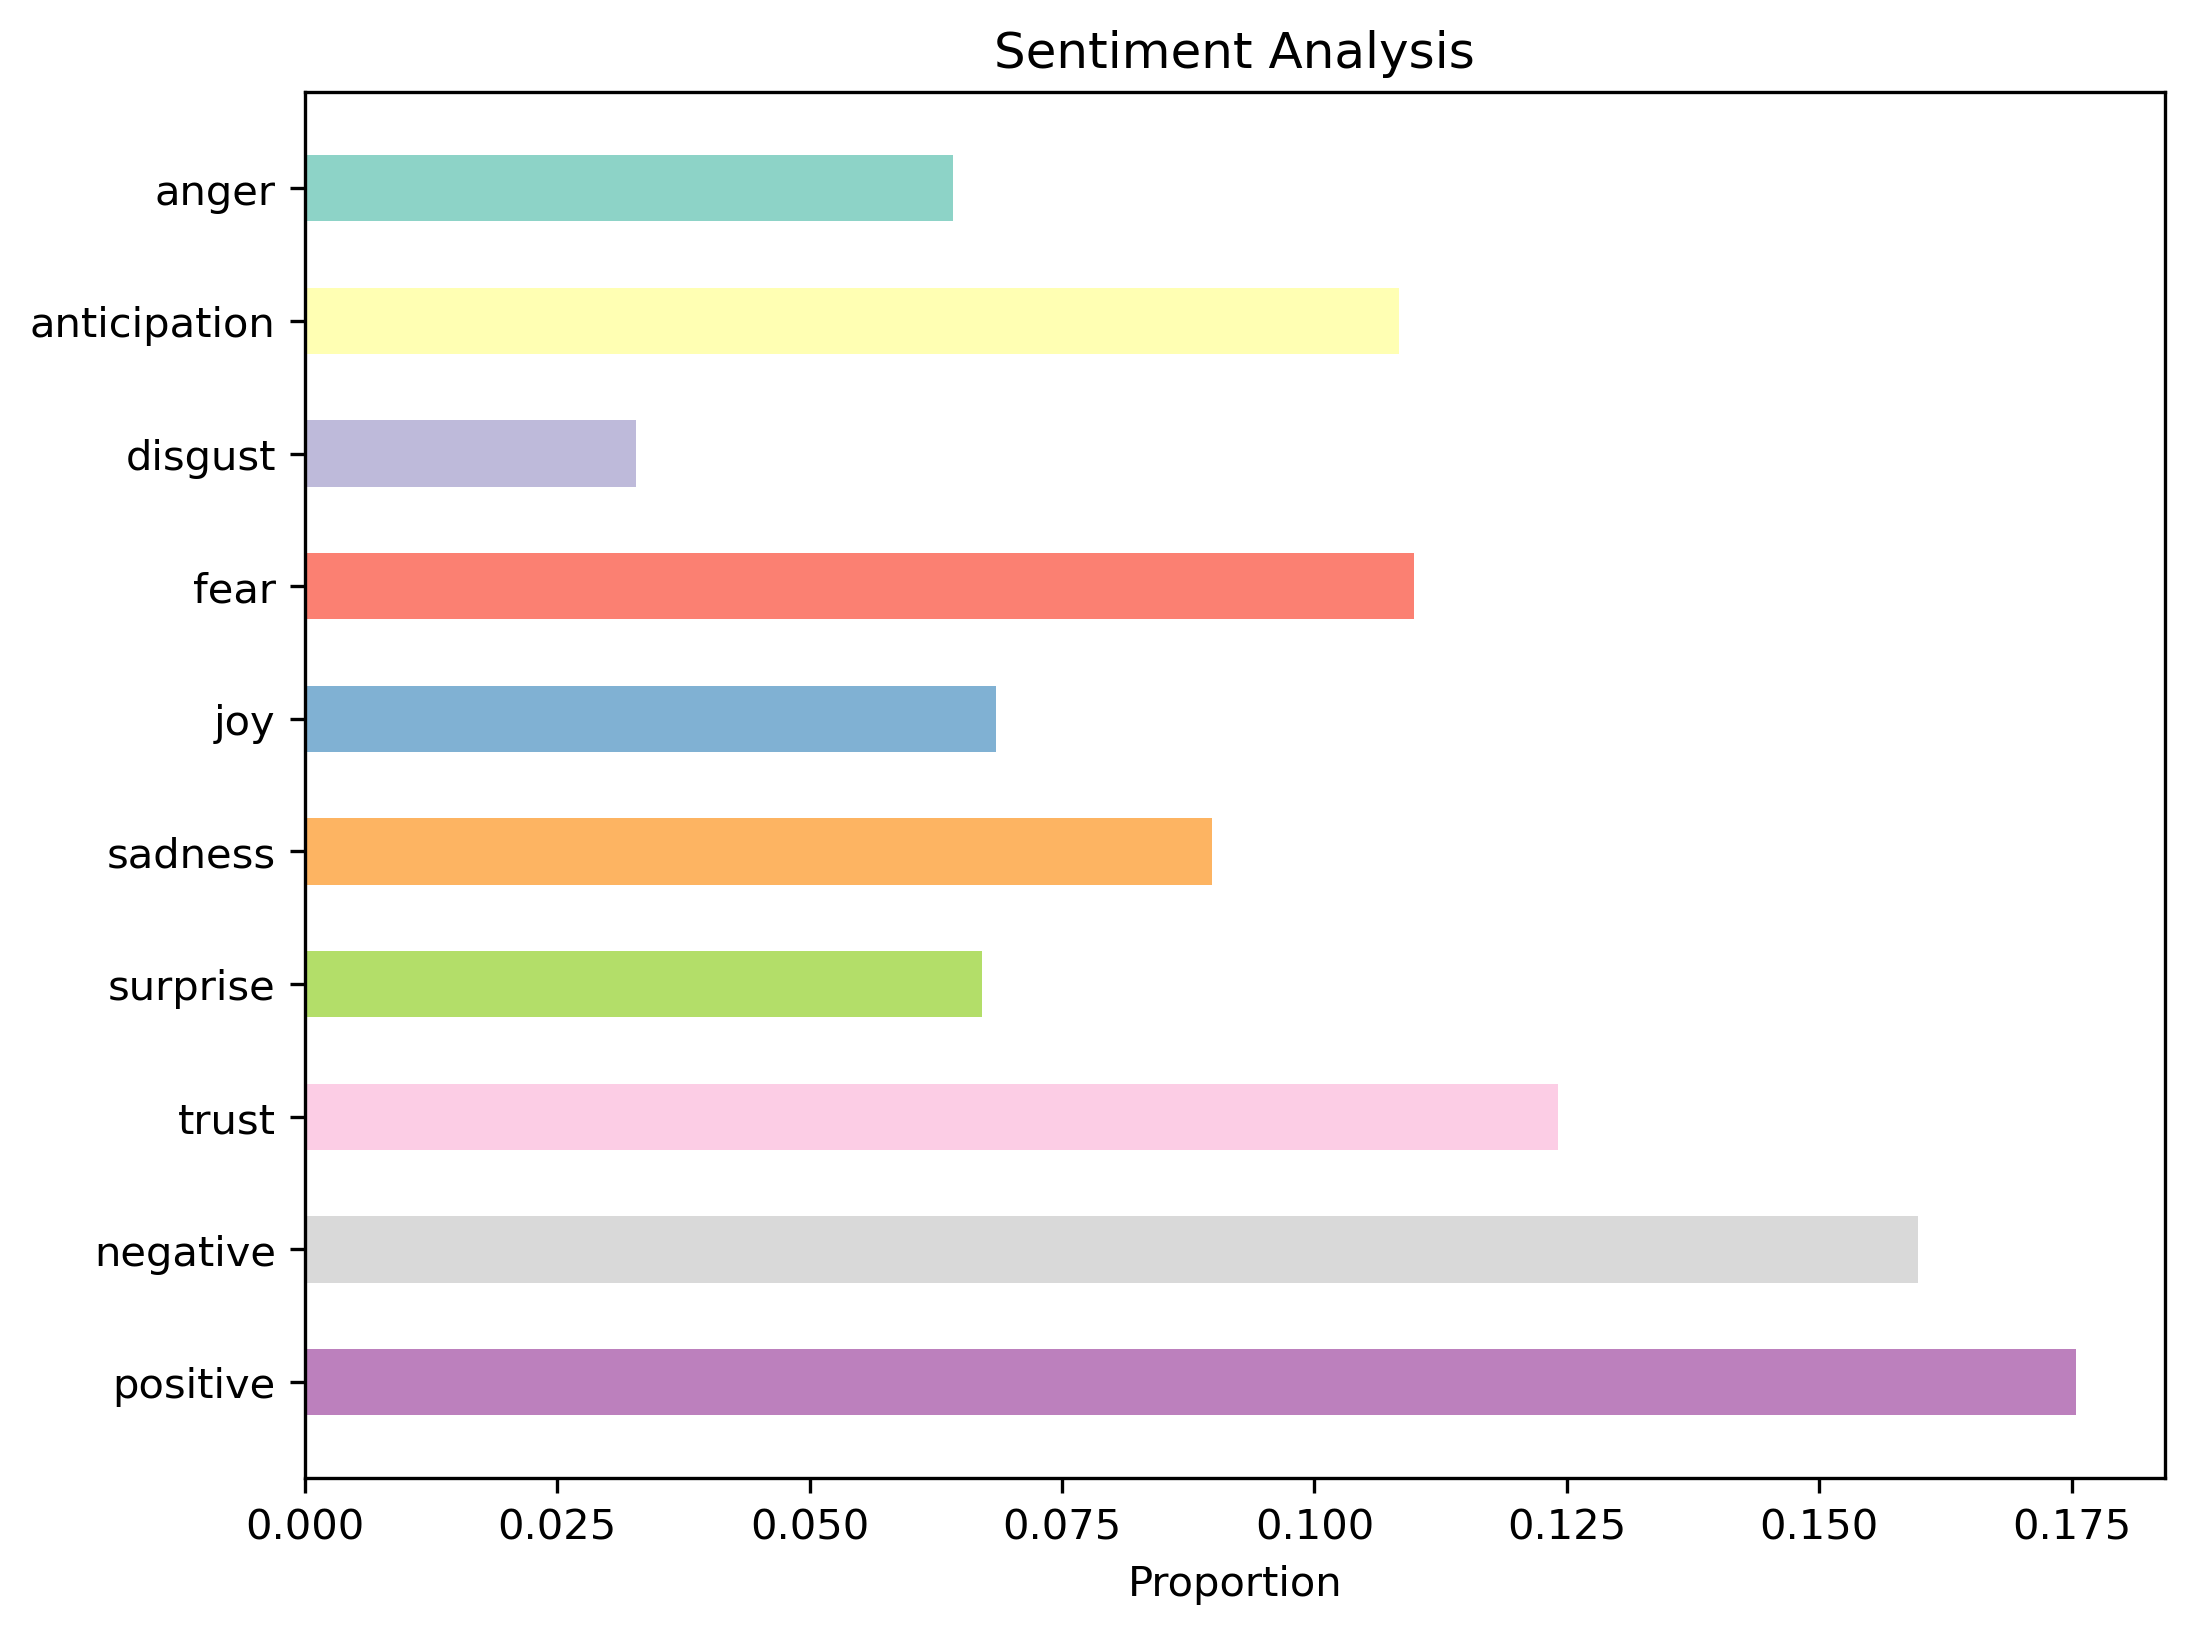 Sentiment Analysis
anger
anticipation
disgust
fear
joy
sadness
surprise
trust
negative
positive
0.000 0.025 0.050 0.075 0.100 0.125 0.150 0.175
Proportion